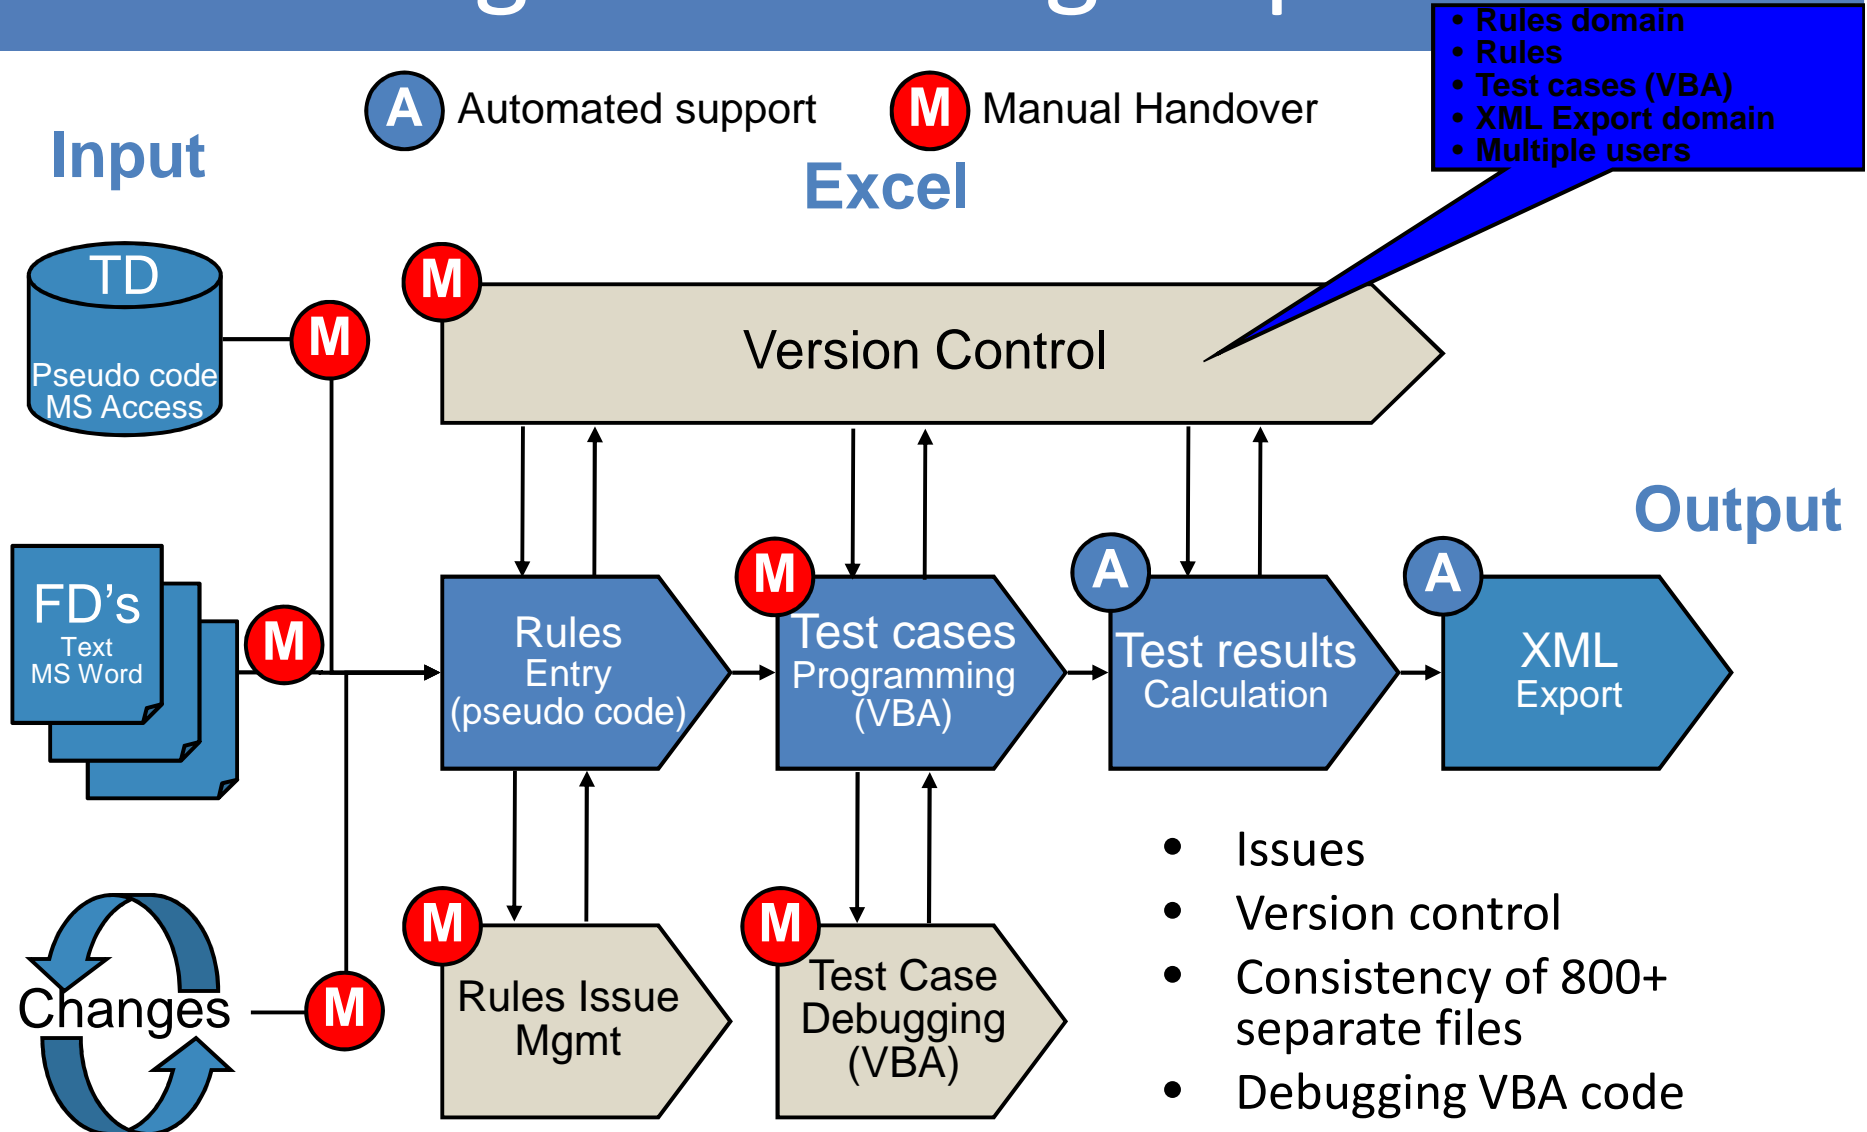 • Rules domain
• Rules
• Test cases (VBA)
• XML Export domain
• Multiple users
A Automated support
M Manual Handover
Input
Excel
Output
TD
Pseudo code
MS Access
M
M
Version Control
FD's
Text
MS Word
M
Rules
Entry
(pseudo code)
M
Test cases
Programming
(VBA)
A
Test results
Calculation
A
XML
Export
Changes
M
M
Rules Issue
Mgmt
M
Test Case
Debugging
(VBA)
• Issues
• Version control
• Consistency of 800+
separate files
• Debugging VBA code